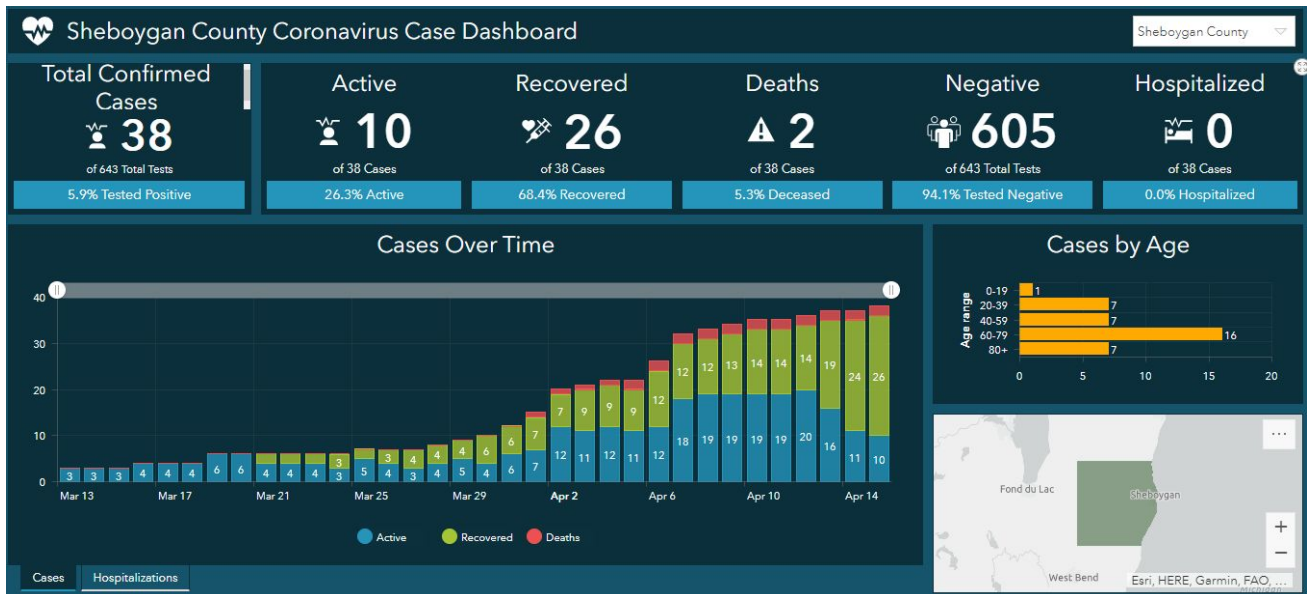 Sheboygan County Coronavirus Case Dashboard
Sheboygan County
Total Confirmed
Cases
38
of 643 Total Tests
5.9% Tested Positive
Active
10
of 38 Cases
26.3% Active
Recovered
26
of 38 Cases
68.4% Recovered
Deaths
2
of 38 Cases
5.3% Deceased
Negative
605
of 643 Total Tests
94.1% Tested Negative
Hospitalized
0
of 38 Cases
0.0% Hospitalized
Cases Over Time
40
30
20
10
0
3 3 3 4 4 4 6 6 4 4 4 3 5 4 3 4 5 4 6 7 12 11 12 11 12 18 19 19 19 19 20 16 11 10
3 3 4 4 4 6 6 7 7 9 9 9 12 12 12 13 14 14 14 19 24 26
Mar 13 Mar 17 Mar 21 Mar 25 Mar 29 Apr 2 Apr 6 Apr 10 Apr 14
Active Recovered Deaths
Cases Hospitalizations
Cases by Age
Age range
0-19 1
20-39 7
40-59 7
60-79 16
80+ 7
0 5 10 15 20
...
Fond du Lac
Sheboygan
+
−
West Bend
Esri, HERE, Garmin, FAO, ...
Michigan